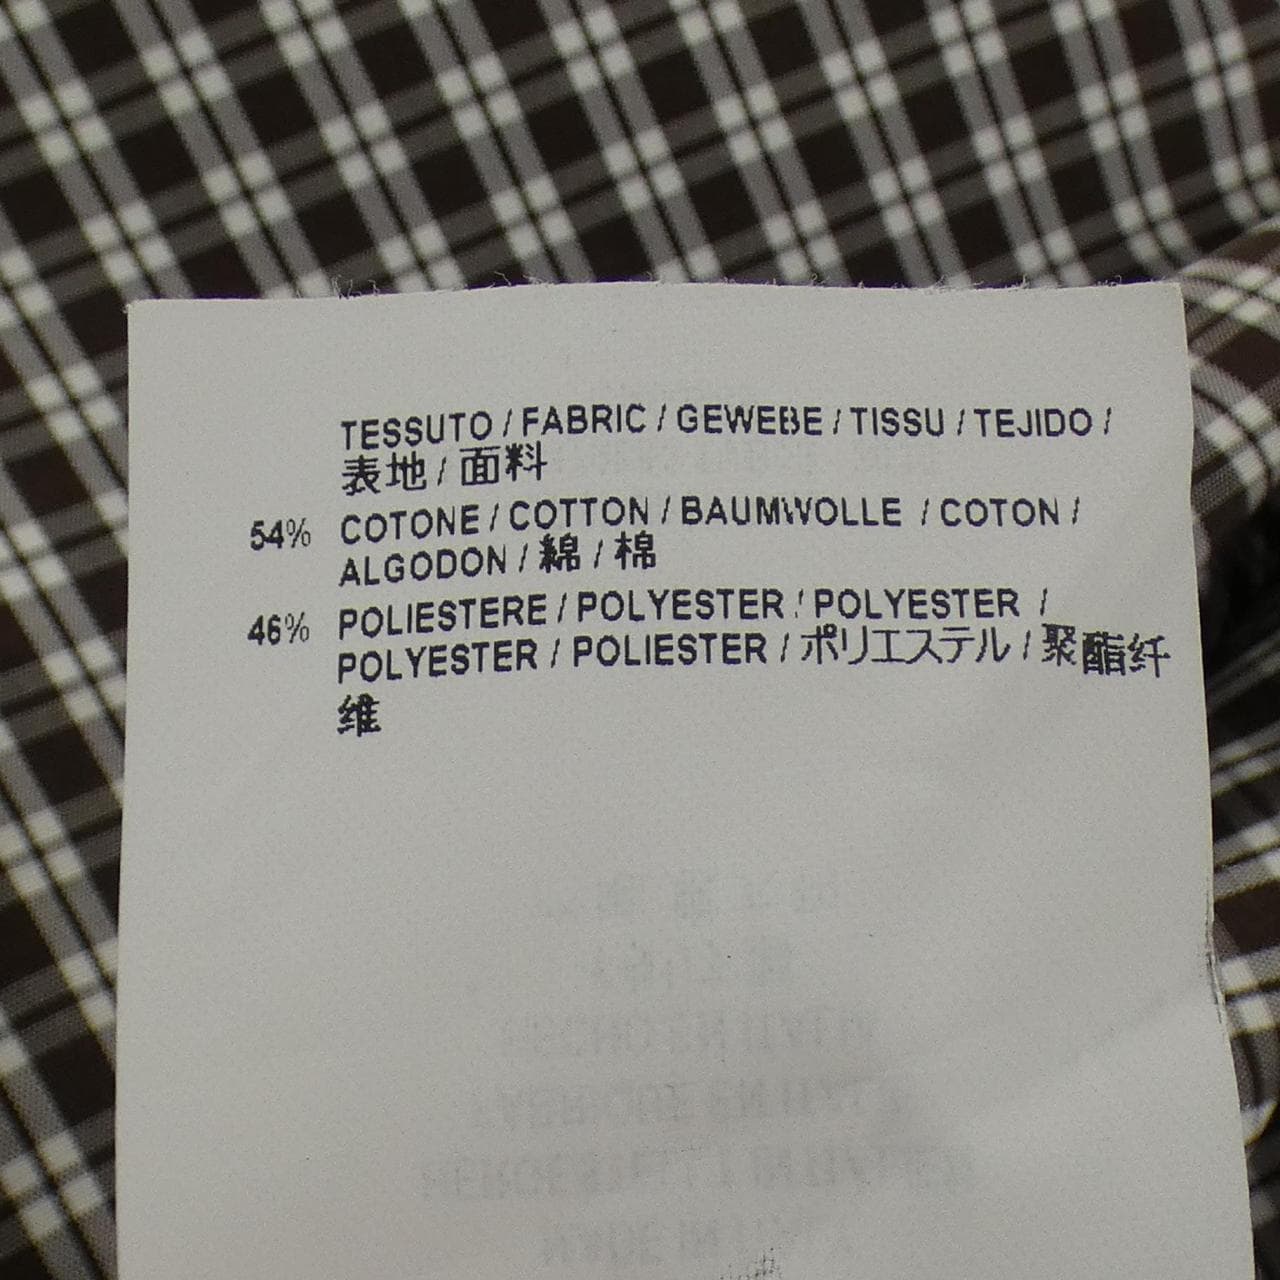 TESSUTO / FABRIC / GEWEBE / TISSU / TEJIDO /
表地 / 面料
54% COTONE / COTTON / BAUMWOLLE / COTON /
ALGODON / 綿 / 棉
46% POLIESTERE / POLYESTER / POLYESTER /
POLYESTER / POLIESTER / ポリエステル / 聚酯纤
维